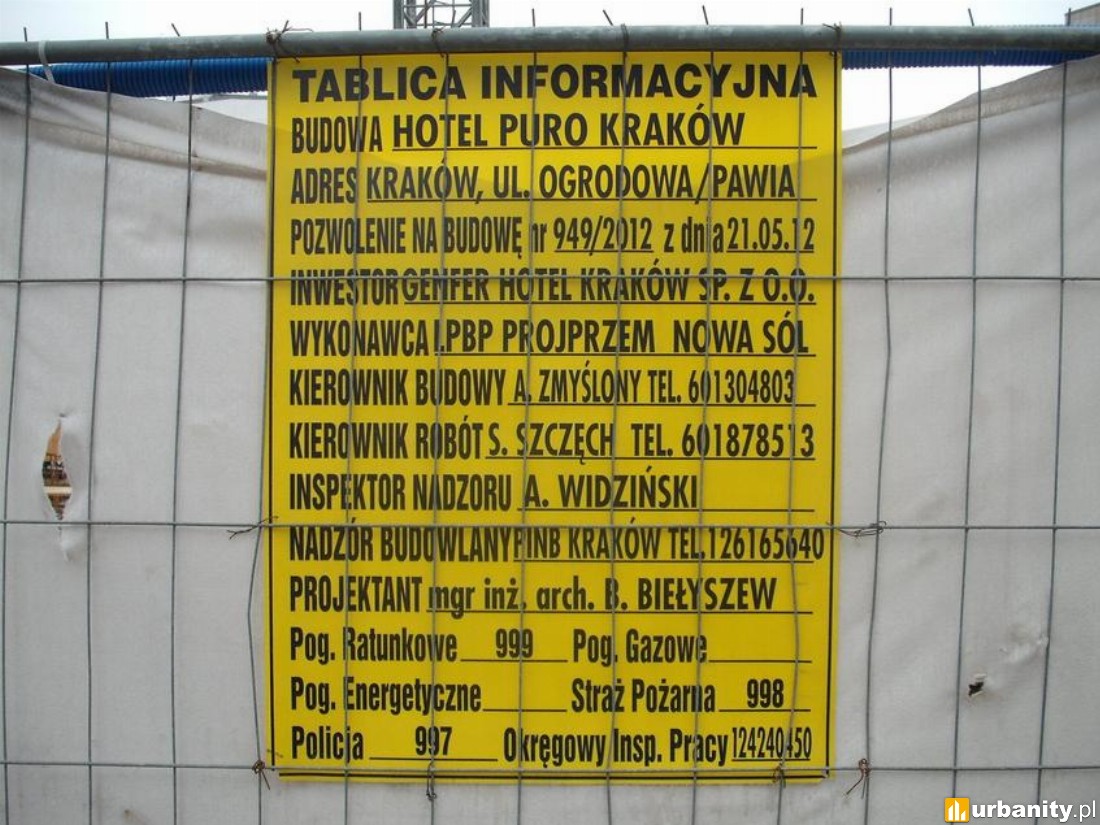 TABLICA INFORMACYJNA
BUDOWA HOTEL PURO KRAKÓW
ADRES KRAKÓW, UL. OGRODOWA/PAWIA
POZWOLENIE NA BUDOWĘ nr 949/2012 z dnia 21.05.12
INWESTOR GENFER HOTEL KRAKÓW SP. Z O.O.
WYKONAWCA LPBP PROJPRZEM NOWA SÓL
KIEROWNIK BUDOWY A. ZMYŚLONY TEL. 601304803
KIEROWNIK ROBÓT S. SZCZĘCH TEL. 601878513
INSPEKTOR NADZORU A. WIDZIŃSKI
NADZÓR BUDOWLANY PINB KRAKÓW TEL.126165640
PROJEKTANT mgr inż. arch. B. BIEŁYSZEW
Pog. Ratunkowe 999 Pog. Gazowe
Pog. Energetyczne Straż Pożarna 998
Policja 997 Okręgowy Insp. Pracy 124240450
urbanity.pl